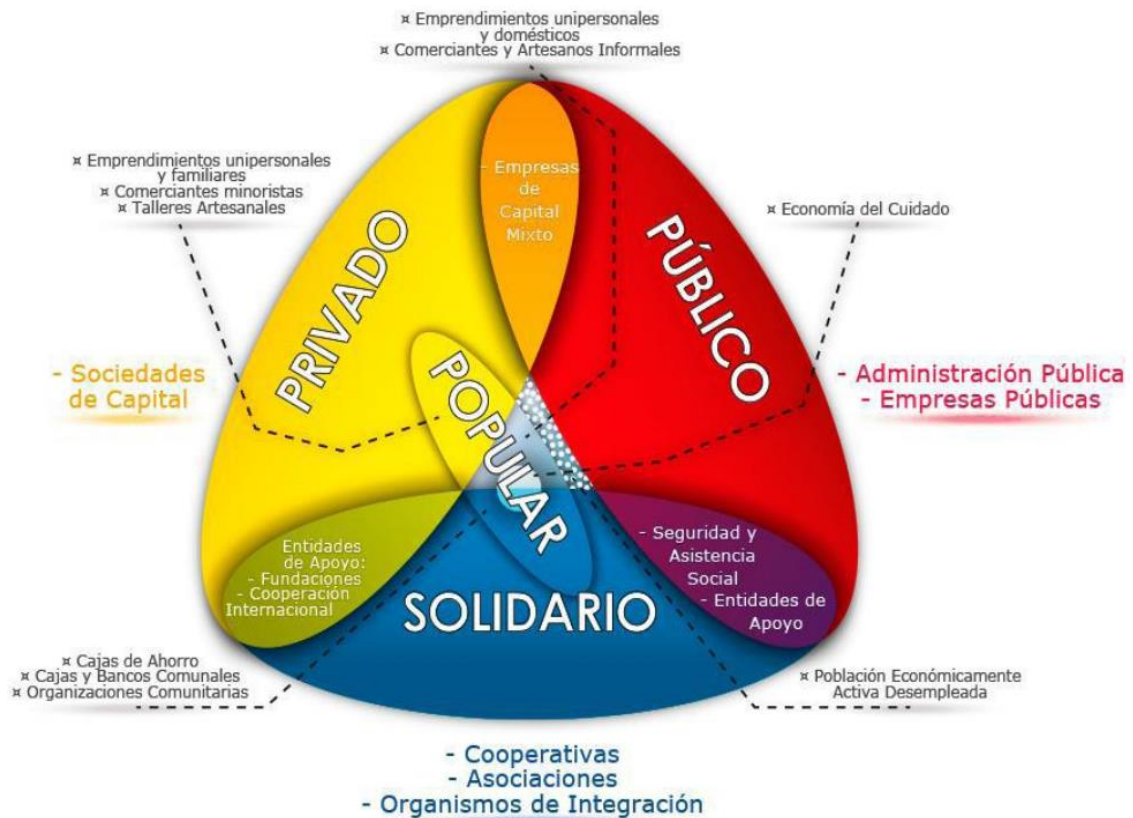 ¤ Emprendimientos unipersonales
y domésticos
¤ Comerciantes y Artesanos Informales
¤ Emprendimientos unipersonales
y familiares
¤ Comerciantes minoristas
¤ Talleres Artesanales
- Empresas
de
Capital
Mixto
¤ Economía del Cuidado
PRIVADO
PÚBLICO
- Sociedades
de Capital
- Administración Pública
- Empresas Públicas
POPULAR
Entidades
de Apoyo:
- Fundaciones
- Cooperación
Internacional
- Seguridad y
Asistencia
Social
- Entidades de
Apoyo
SOLIDARIO
¤ Cajas de Ahorro
¤ Cajas y Bancos Comunales
¤ Organizaciones Comunitarias
¤ Población Económicamente
Activa Desempleada
- Cooperativas
- Asociaciones
- Organismos de Integración